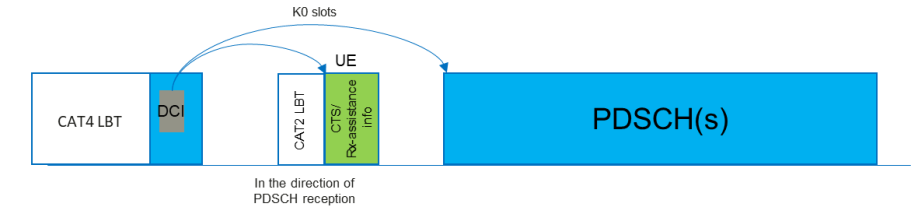 K0 slots
UE
CAT4 LBT
DCI
CAT2 LBT
CTS/
Rx-assistance
info
PDSCH(s)
In the direction of
PDSCH reception